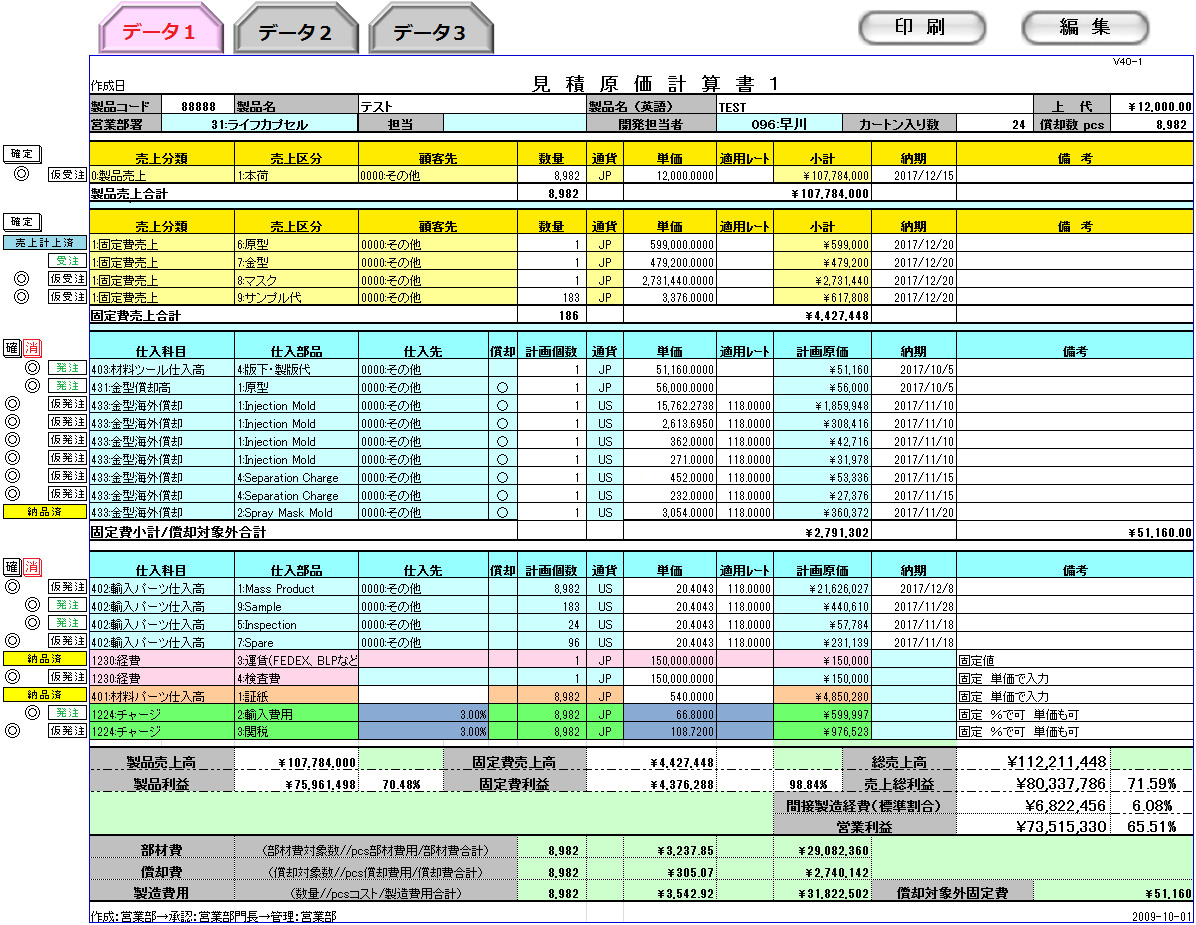 データ1 データ2 データ3 印刷 編集
V40-1
作成日 見積原価計算書1
製品コード 88888 製品名 テスト 製品名（英語） TEST 上代 ¥12,000.00
営業部署 31:ライフカプセル 担当 開発担当者 096:早川 カートン入り数 24 償却数 pcs 8,982
確定 売上分類 売上区分 顧客先 数量 通貨 単価 適用レート 小計 納期 備考
◎ 仮受注 0:製品売上 1:本荷 0000:その他 8,982 JP 12,000.0000 ¥107,784,000 2017/12/15
製品売上合計 8,982 ¥107,784,000
確定 売上分類 売上区分 顧客先 数量 通貨 単価 適用レート 小計 納期 備考
売上計上済 1:固定費売上 6:原型 0000:その他 1 JP 599,000.0000 ¥599,000 2017/12/20
受注 1:固定費売上 7:金型 0000:その他 1 JP 479,200.0000 ¥479,200 2017/12/20
◎ 仮受注 1:固定費売上 8:マスク 0000:その他 1 JP 2,731,440.0000 ¥2,731,440 2017/12/20
◎ 仮受注 1:固定費売上 9:サンプル代 0000:その他 183 JP 3,376.0000 ¥617,808 2017/12/20
固定費売上合計 186 ¥4,427,448
確 消 仕入科目 仕入部品 仕入先 償却 計画個数 通貨 単価 適用レート 計画原価 納期 備考
◎ 発注 403:材料ツール仕入高 4:版下・製版代 0000:その他 1 JP 51,160.0000 ¥51,160 2017/10/5
◎ 発注 431:金型償却高 1:原型 0000:その他 ○ 1 JP 56,000.0000 ¥56,000 2017/10/5
◎ 仮発注 433:金型海外償却 1:Injection Mold 0000:その他 ○ 1 US 15,762.2738 118.0000 ¥1,859,948 2017/11/10
◎ 仮発注 433:金型海外償却 1:Injection Mold 0000:その他 ○ 1 US 2,613.6950 118.0000 ¥308,416 2017/11/10
◎ 仮発注 433:金型海外償却 1:Injection Mold 0000:その他 ○ 1 US 362.0000 118.0000 ¥42,716 2017/11/10
◎ 仮発注 433:金型海外償却 1:Injection Mold 0000:その他 ○ 1 US 271.0000 118.0000 ¥31,978 2017/11/10
◎ 仮発注 433:金型海外償却 4:Separation Charge 0000:その他 ○ 1 US 452.0000 118.0000 ¥53,336 2017/11/15
◎ 仮発注 433:金型海外償却 4:Separation Charge 0000:その他 ○ 1 US 232.0000 118.0000 ¥27,376 2017/11/15
納品済 433:金型海外償却 2:Spray Mask Mold 0000:その他 ○ 1 US 3,054.0000 118.0000 ¥360,372 2017/11/20
固定費小計/償却対象外合計 ¥2,791,302 ¥51,160.00
確 消 仕入科目 仕入部品 仕入先 償却 計画個数 通貨 単価 適用レート 計画原価 納期 備考
◎ 仮発注 402:輸入パーツ仕入高 1:Mass Product 0000:その他 8,982 US 20.4043 118.0000 ¥21,626,027 2017/12/8
◎ 発注 402:輸入パーツ仕入高 9:Sample 0000:その他 183 US 20.4043 118.0000 ¥440,610 2017/11/28
◎ 発注 402:輸入パーツ仕入高 5:Inspection 0000:その他 24 US 20.4043 118.0000 ¥57,784 2017/11/18
◎ 仮発注 402:輸入パーツ仕入高 7:Spare 0000:その他 96 US 20.4043 118.0000 ¥231,139 2017/11/18
納品済 1230:経費 3:運賃(FEDEX、BLPなど 1 JP 150,000.0000 ¥150,000 固定値
◎ 仮発注 1230:経費 4:検査費 1 JP 150,000.0000 ¥150,000 固定 単価で入力
納品済 401:材料パーツ仕入高 1:証紙 8,982 JP 540.0000 ¥4,850,280 固定 単価で入力
◎ 発注 1224:チャージ 2:輸入費用 3.00% 8,982 JP 66.8000 ¥599,997 固定 %で可 単価も可
◎ 仮発注 1224:チャージ 3:関税 3.00% 8,982 JP 108.7200 ¥976,523 固定 %で可 単価も可
製品売上高 ¥107,784,000 固定費売上高 ¥4,427,448 総売上高 ¥112,211,448
製品利益 ¥75,961,498 70.48% 固定費利益 ¥4,376,288 98.84% 売上総利益 ¥80,337,786 71.59%
間接製造経費(標準割合) ¥6,822,456 6.08%
営業利益 ¥73,515,330 65.51%
部材費 (部材費対象数//pcs部材費用/部材費合計) 8,982 ¥3,237.85 ¥29,082,360
償却費 (償却対象数//pcs償却費用/償却費合計) 8,982 ¥305.07 ¥2,740,142
製造費用 (数量//pcsコスト/製造費用合計) 8,982 ¥3,542.92 ¥31,822,502 償却対象外固定費 ¥51,160
作成:営業部→承認:営業部門長→管理:営業部 2009-10-01